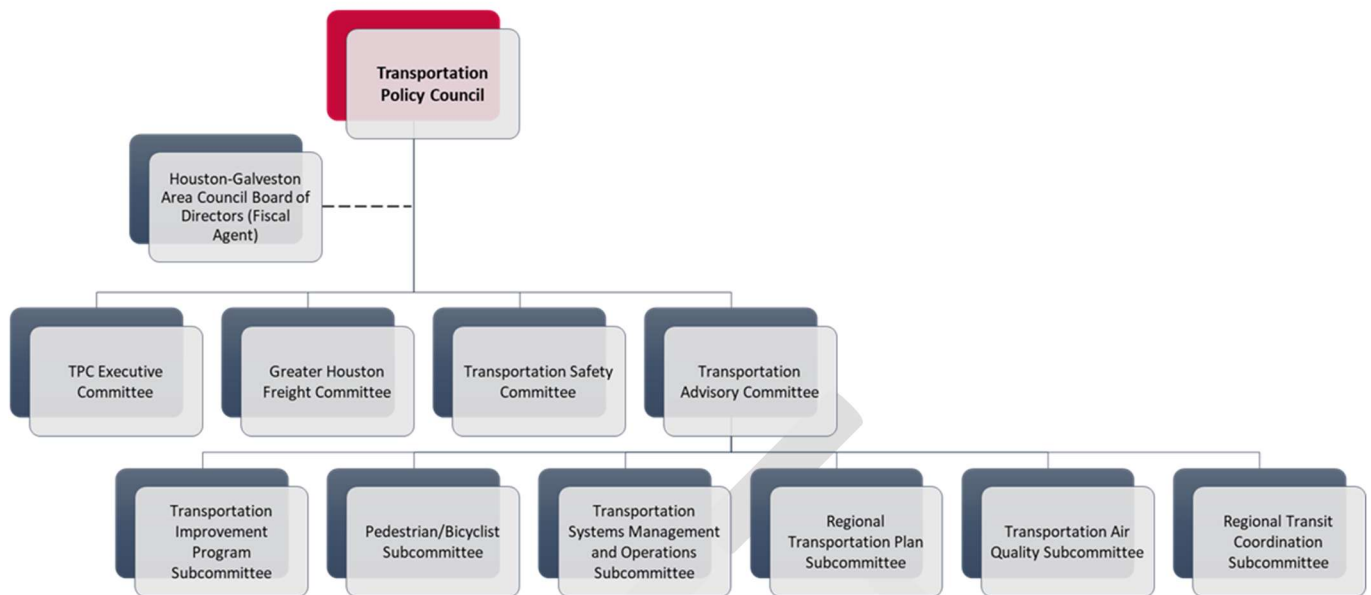 Transportation
Policy Council
Houston-Galveston
Area Council Board of
Directors (Fiscal
Agent)
TPC Executive
Committee
Greater Houston
Freight Committee
Transportation Safety
Committee
Transportation
Advisory Committee
Transportation
Improvement
Program
Subcommittee
Pedestrian/Bicyclist
Subcommittee
Transportation
Systems Management
and Operations
Subcommittee
Regional
Transportation Plan
Subcommittee
Transportation Air
Quality Subcommittee
Regional Transit
Coordination
Subcommittee